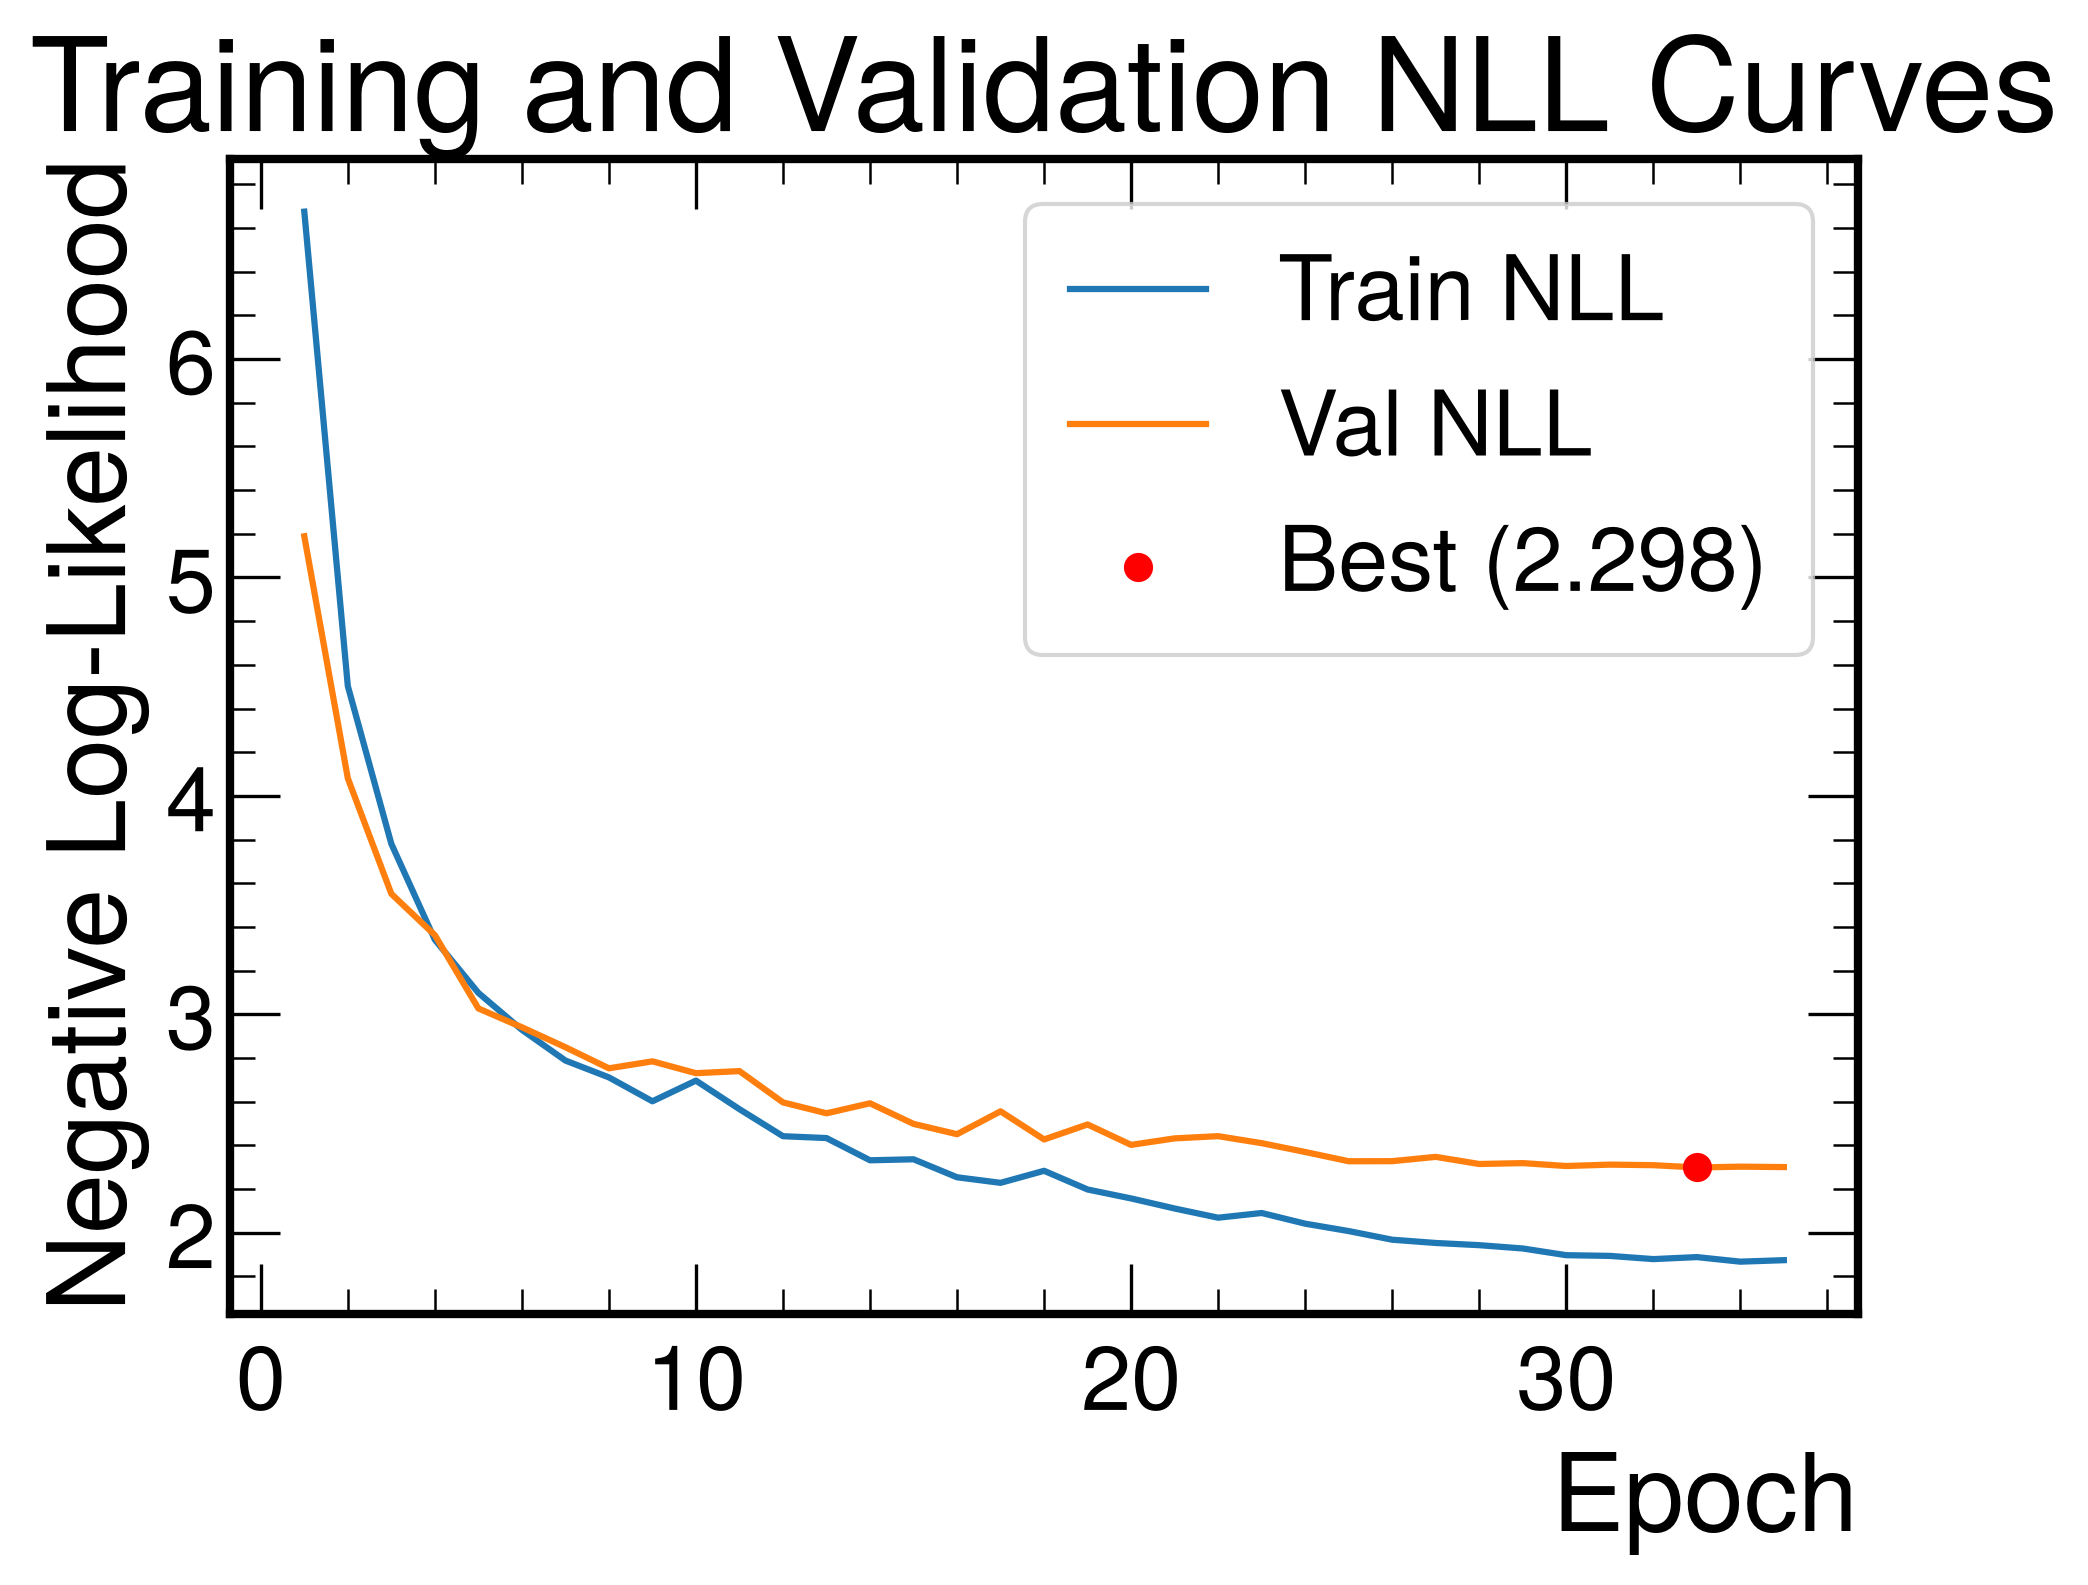 Training and Validation NLL Curves
Negative Log-Likelihood
6
5
4
3
2
Train NLL
Val NLL
Best (2.298)
0 10 20 30
Epoch